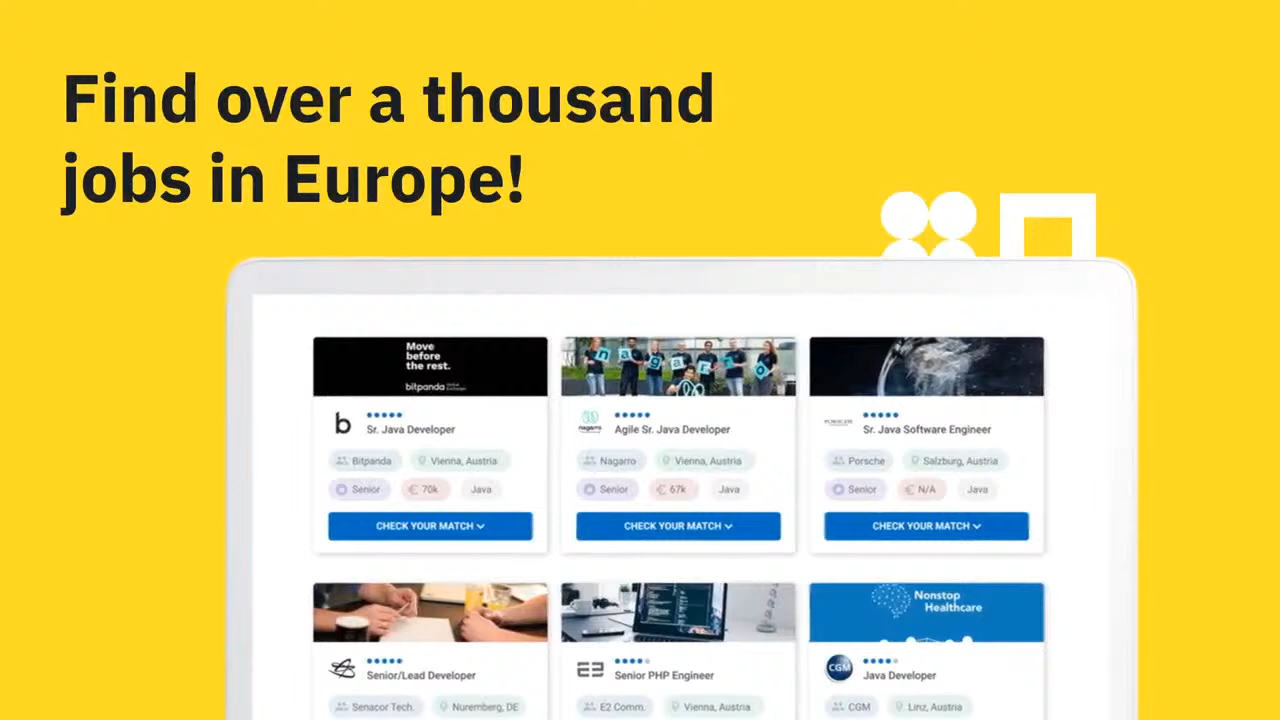 Find over a thousand
jobs in Europe!
Move
before
the rest.
bitpanda
nagarro
b
Sr. Java Developer
nagarro
Agile Sr. Java Developer
Sr. Java Software Engineer
Bitpanda
Vienna, Austria
Nagarro
Vienna, Austria
Porsche
Salzburg, Austria
Senior
€ 70k
Java
Senior
€ 67k
Java
Senior
€ N/A
Java
CHECK YOUR MATCH
CHECK YOUR MATCH
CHECK YOUR MATCH
Nonstop
Healthcare
Senior/Lead Developer
E2
Senior PHP Engineer
CGM
Java Developer
Senacor Tech.
Nuremberg, DE
E2 Comm.
Vienna, Austria
CGM
Linz, Austria